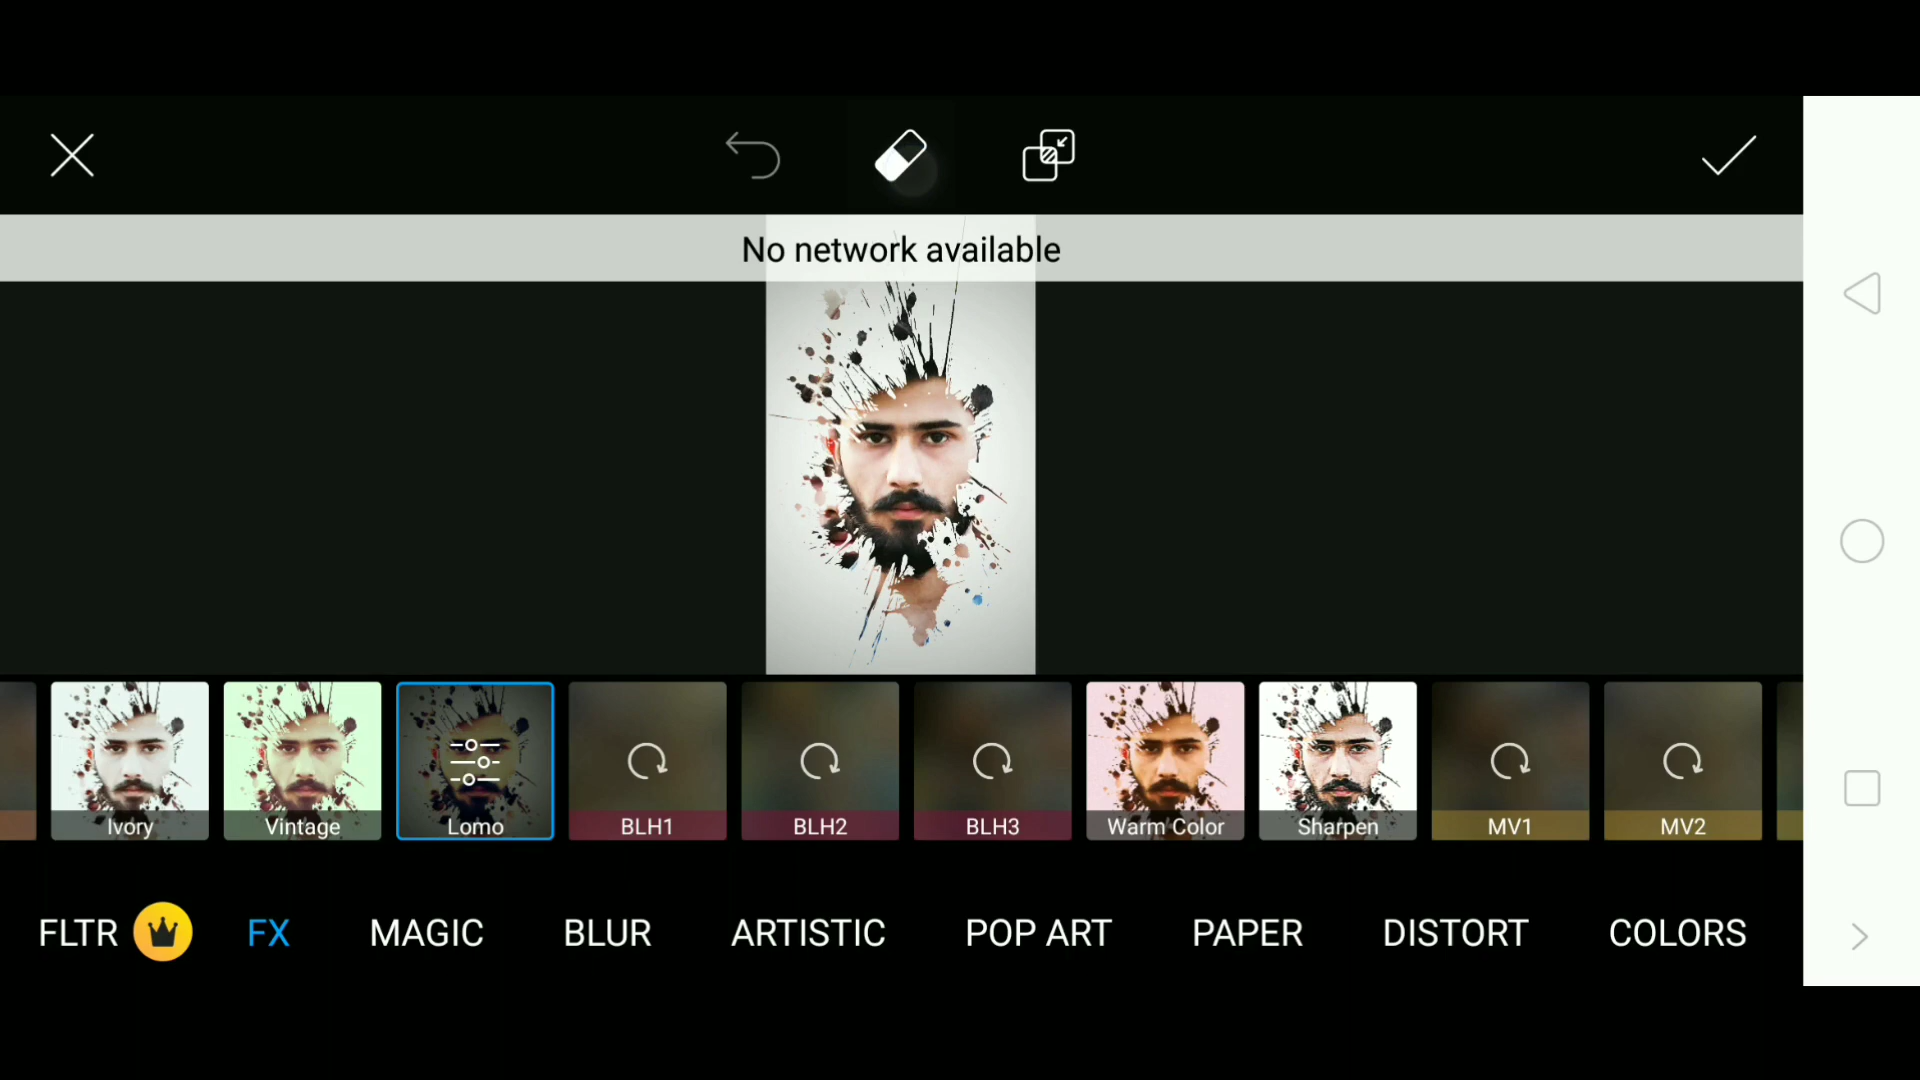 No network available
Ivory
Vintage
Lomo
BLH1
BLH2
BLH3
Warm Color
Sharpen
MV1
MV2
FLTR
FX
MAGIC
BLUR
ARTISTIC
POP ART
PAPER
DISTORT
COLORS